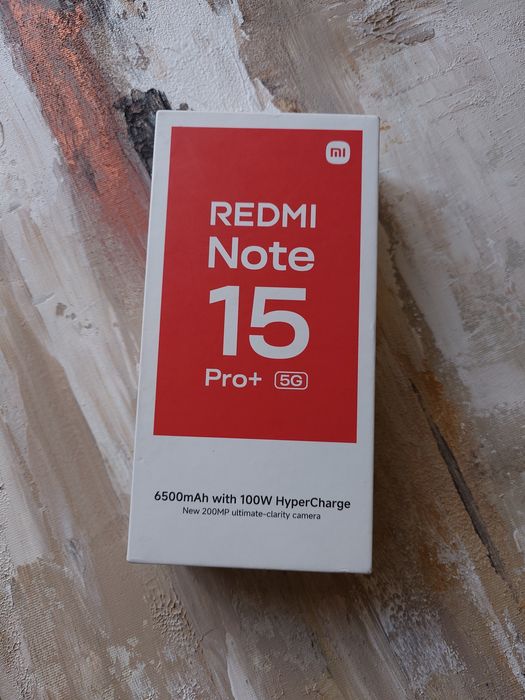 mi
REDMI
Note
15
Pro+ 5G
6500mAh with 100W HyperCharge
New 200MP ultimate-clarity camera